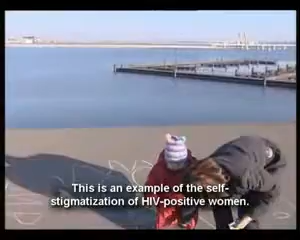 This is an example of the self-
stigmatization of HIV-positive women.